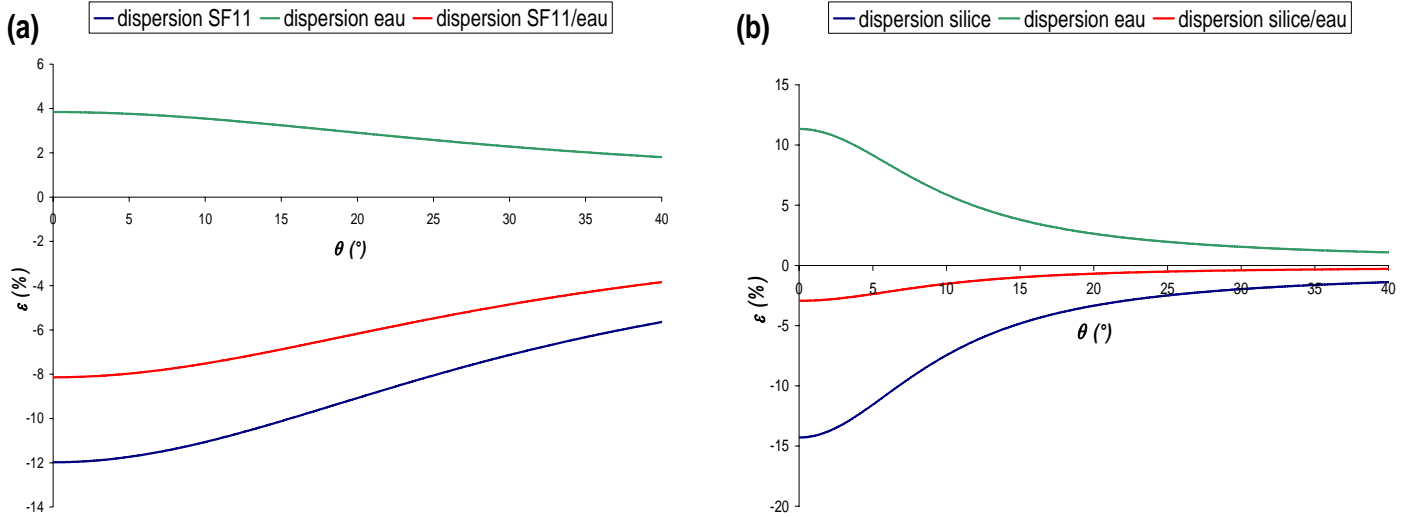 (a)
dispersion SF11 dispersion eau dispersion SF11/eau
6
4
2
0
0 5 10 15 20 25 30 35 40
θ (°)
-2
-4
-6
-8
-10
-12
-14
ε (%)
(b)
dispersion silice dispersion eau dispersion silice/eau
15
10
5
0
0 5 10 15 20 25 30 35 40
θ (°)
-5
-10
-15
-20
ε (%)